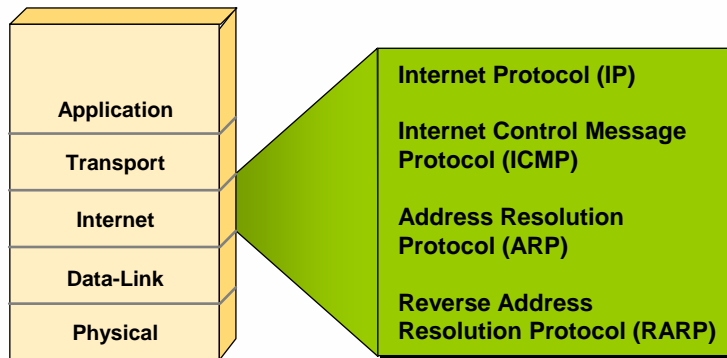 Application
Transport
Internet
Data-Link
Physical
Internet Protocol (IP)
Internet Control Message
Protocol (ICMP)
Address Resolution
Protocol (ARP)
Reverse Address
Resolution Protocol (RARP)